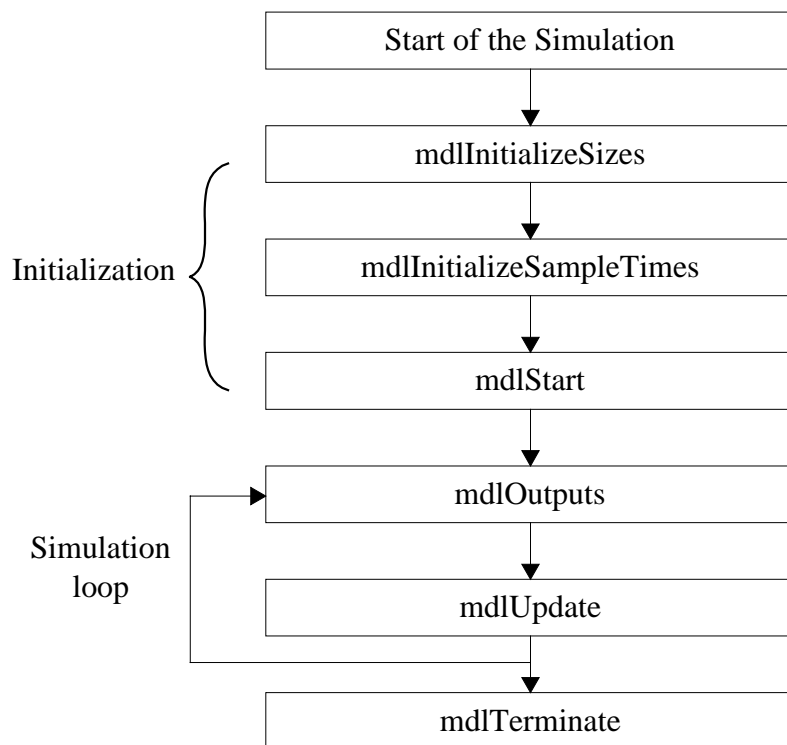 Start of the Simulation
mdlInitializeSizes
Initialization
mdlInitializeSampleTimes
mdlStart
mdlOutputs
Simulation
loop
mdlUpdate
mdlTerminate